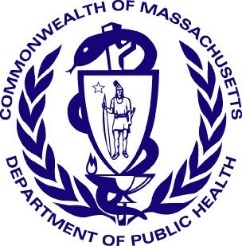 COMMONWEALTH OF MASSACHUSETTS
DEPARTMENT OF PUBLIC HEALTH